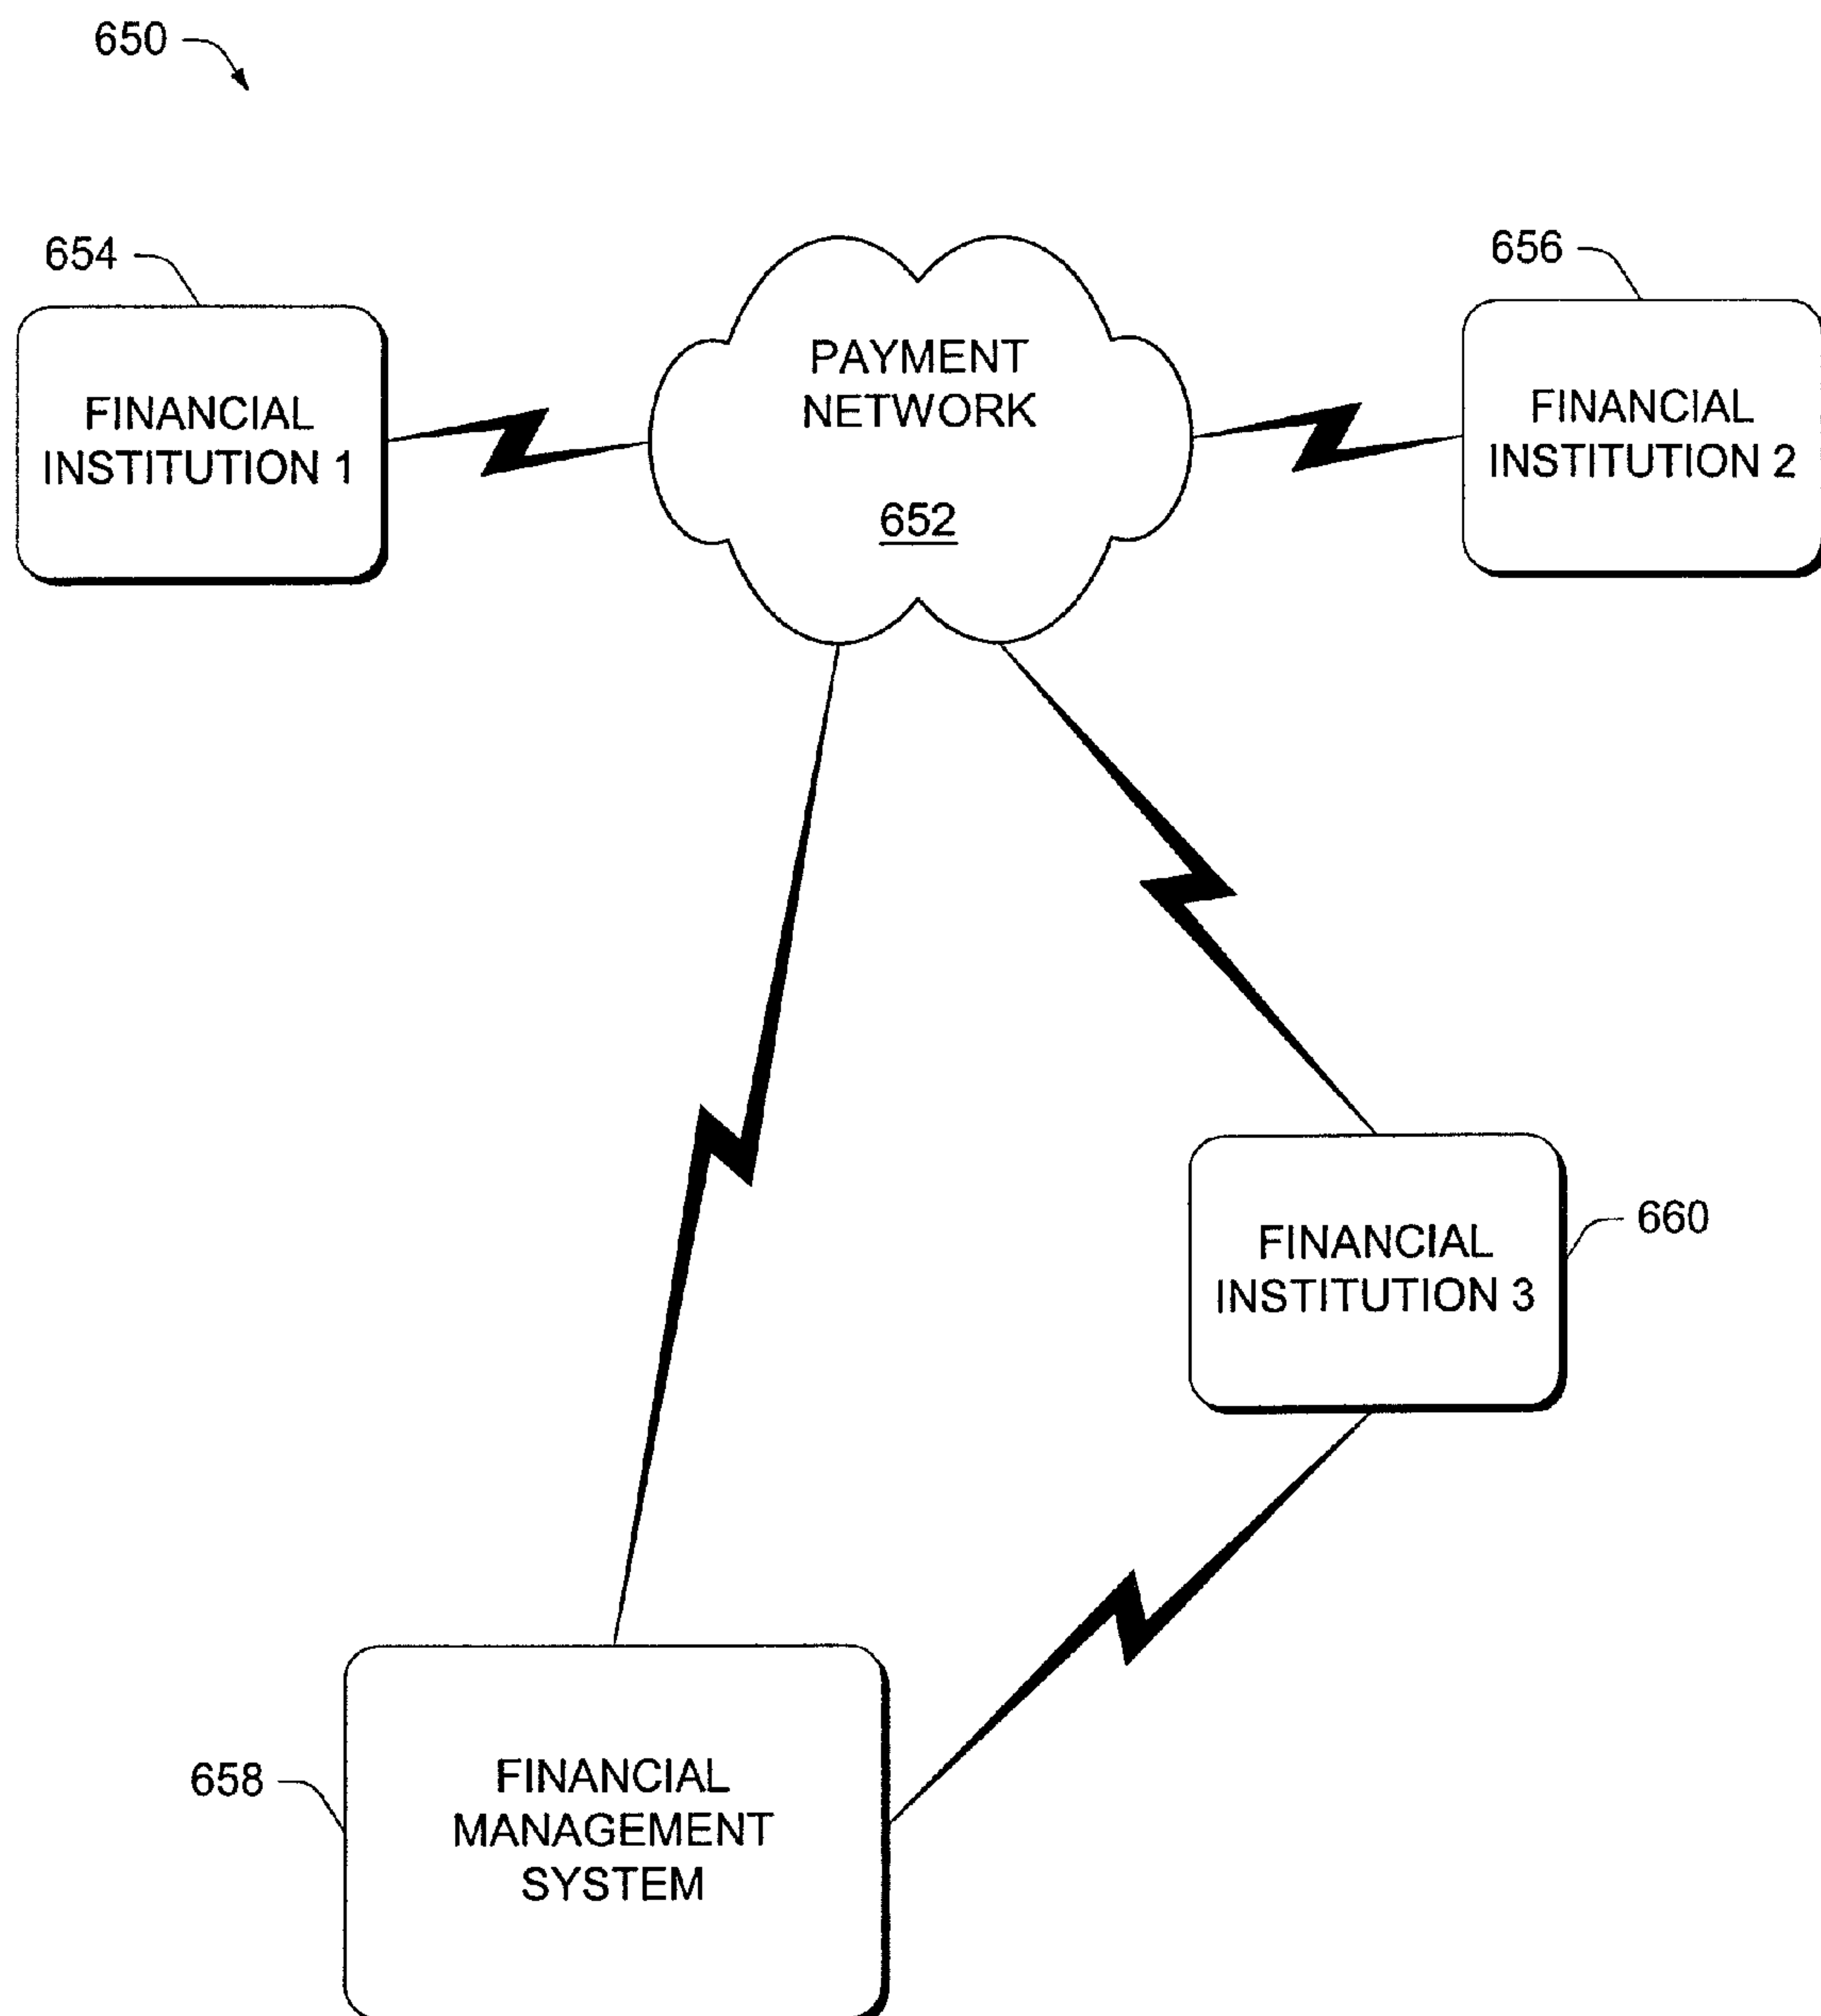 650
654
656
PAYMENT
NETWORK
652
FINANCIAL
INSTITUTION 1
FINANCIAL
INSTITUTION 2
660
FINANCIAL
INSTITUTION 3
658
FINANCIAL
MANAGEMENT
SYSTEM